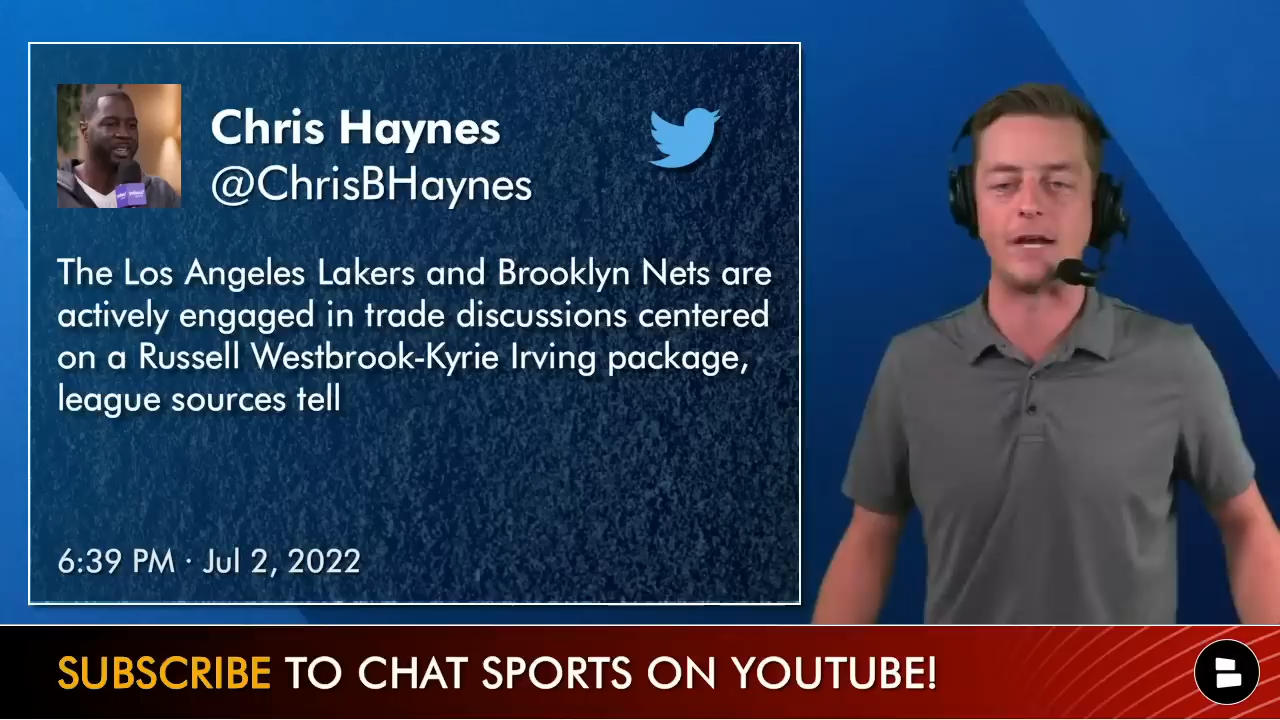 Chris Haynes
@ChrisBHaynes
The Los Angeles Lakers and Brooklyn Nets are
actively engaged in trade discussions centered
on a Russell Westbrook-Kyrie Irving package,
league sources tell
6:39 PM · Jul 2, 2022
SUBSCRIBE TO CHAT SPORTS ON YOUTUBE!